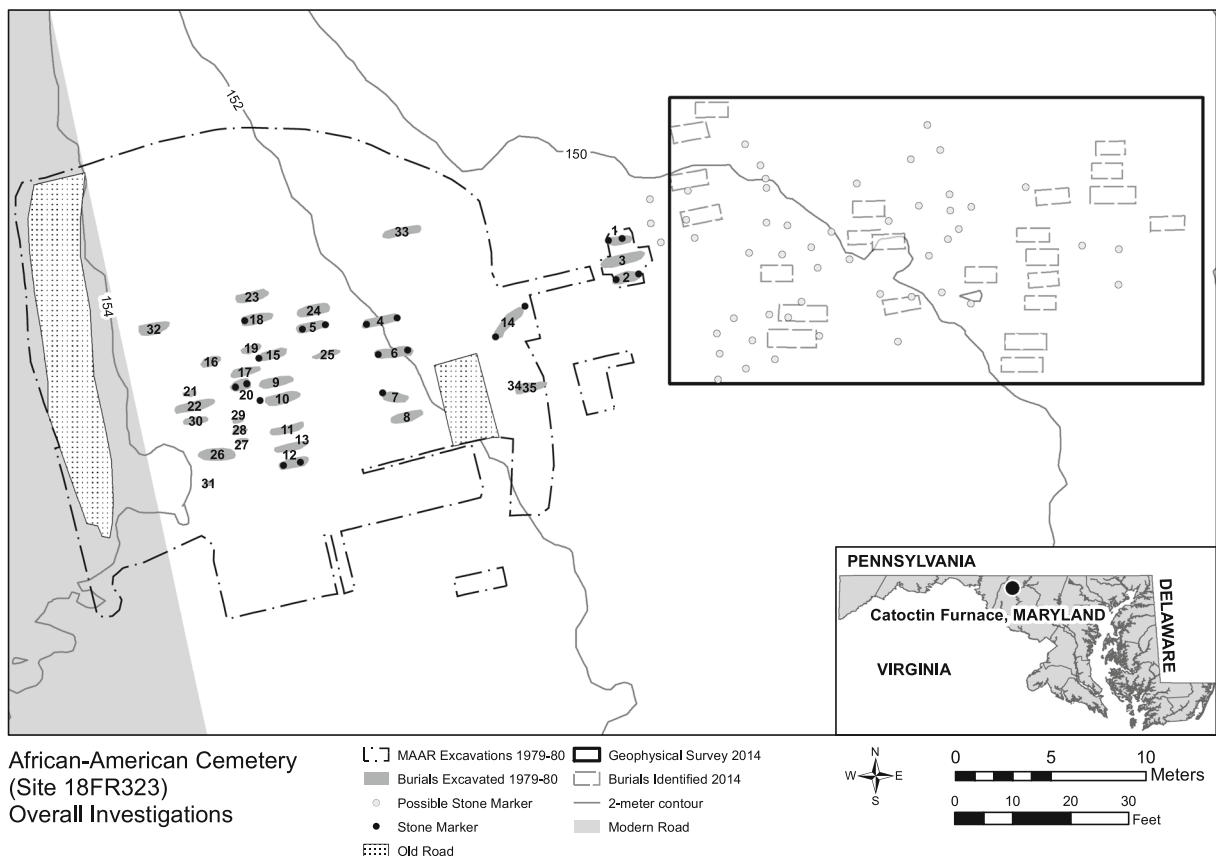 152
150
154
1
3
2
33
23
18
24
5
4
14
32
19
15
25
6
16
17
9
20
10
21
22
30
29
28
27
11
13
12
26
31
7
8
34 35
PENNSYLVANIA
Catoctin Furnace, MARYLAND
DELAWARE
VIRGINIA
African-American Cemetery
(Site 18FR323)
Overall Investigations
MAAR Excavations 1979-80
Burials Excavated 1979-80
Possible Stone Marker
Stone Marker
Old Road
Geophysical Survey 2014
Burials Identified 2014
2-meter contour
Modern Road
N
W E
S
0 5 10
Meters
0 10 20 30
Feet